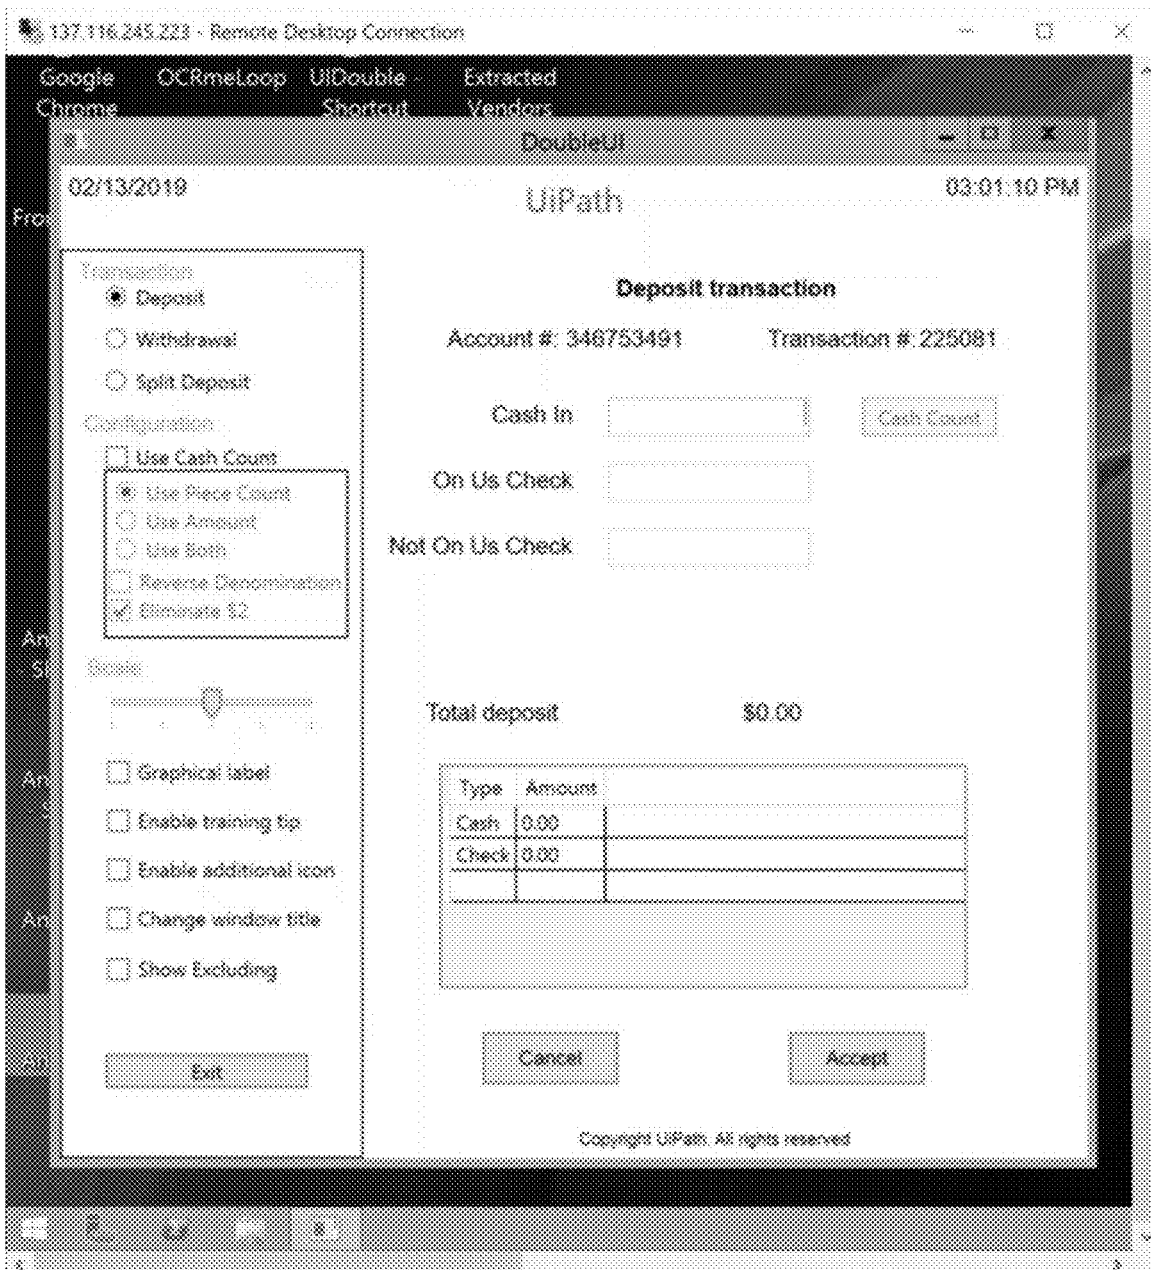 137.116.245.223 - Remote Desktop Connection
Google Chrome
OCRmeLoop
UIDouble - Shortcut
Extracted Vendors
DoubleUI
02/13/2019
UiPath
03:01:10 PM
Fro
Transaction
Deposit
Withdrawal
Split Deposit
Configuration
Use Cash Count
Use Piece Count
Use Amount
Use Both
Reverse Denomination
Eliminate $2
Scale
Graphical label
Enable training tip
Enable additional icon
Change window title
Show Excluding
Exit
Deposit transaction
Account #: 346753491 Transaction #: 225081
Cash In
Cash Count
On Us Check
Not On Us Check
Total deposit $0.00
Type Amount
Cash 0.00
Check 0.00
Cancel
Accept
Copyright UiPath. All rights reserved